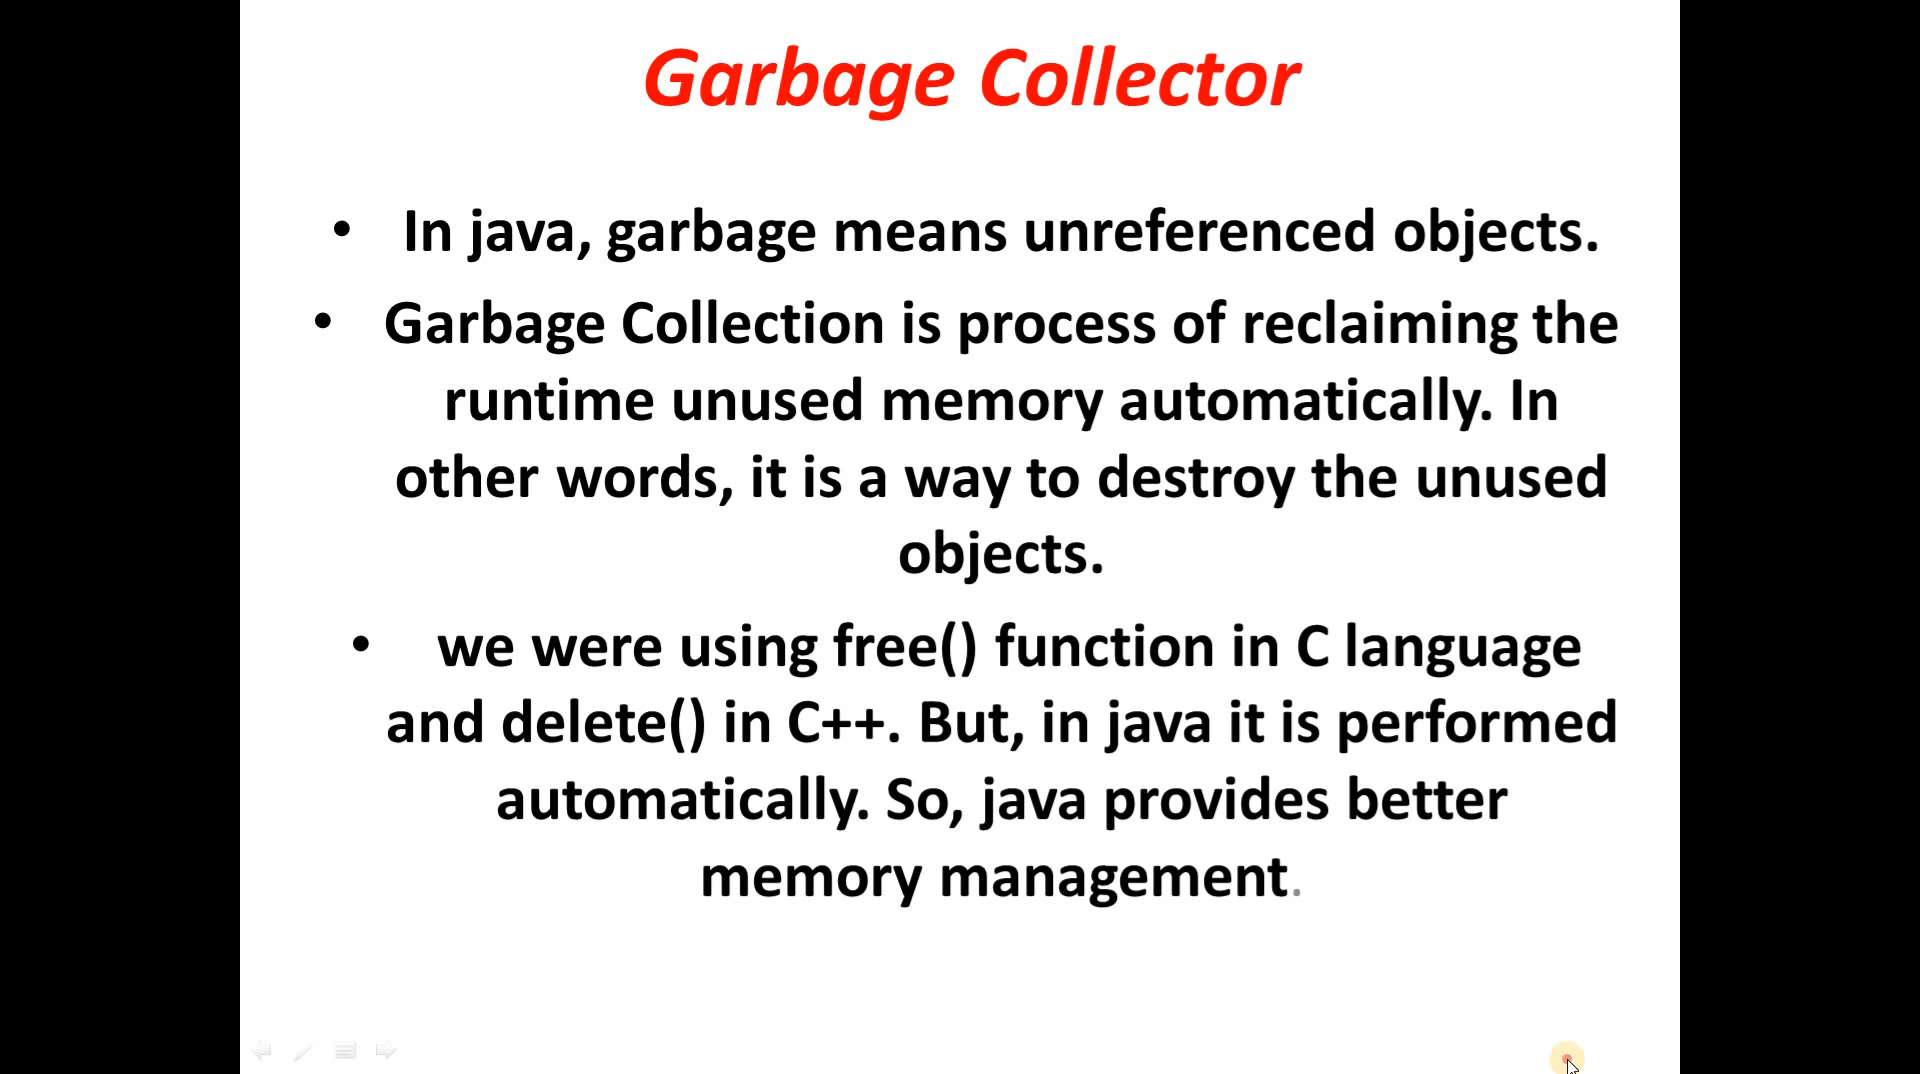 Garbage Collector
• In java, garbage means unreferenced objects.
• Garbage Collection is process of reclaiming the
runtime unused memory automatically. In
other words, it is a way to destroy the unused
objects.
• we were using free() function in C language
and delete() in C++. But, in java it is performed
automatically. So, java provides better
memory management.